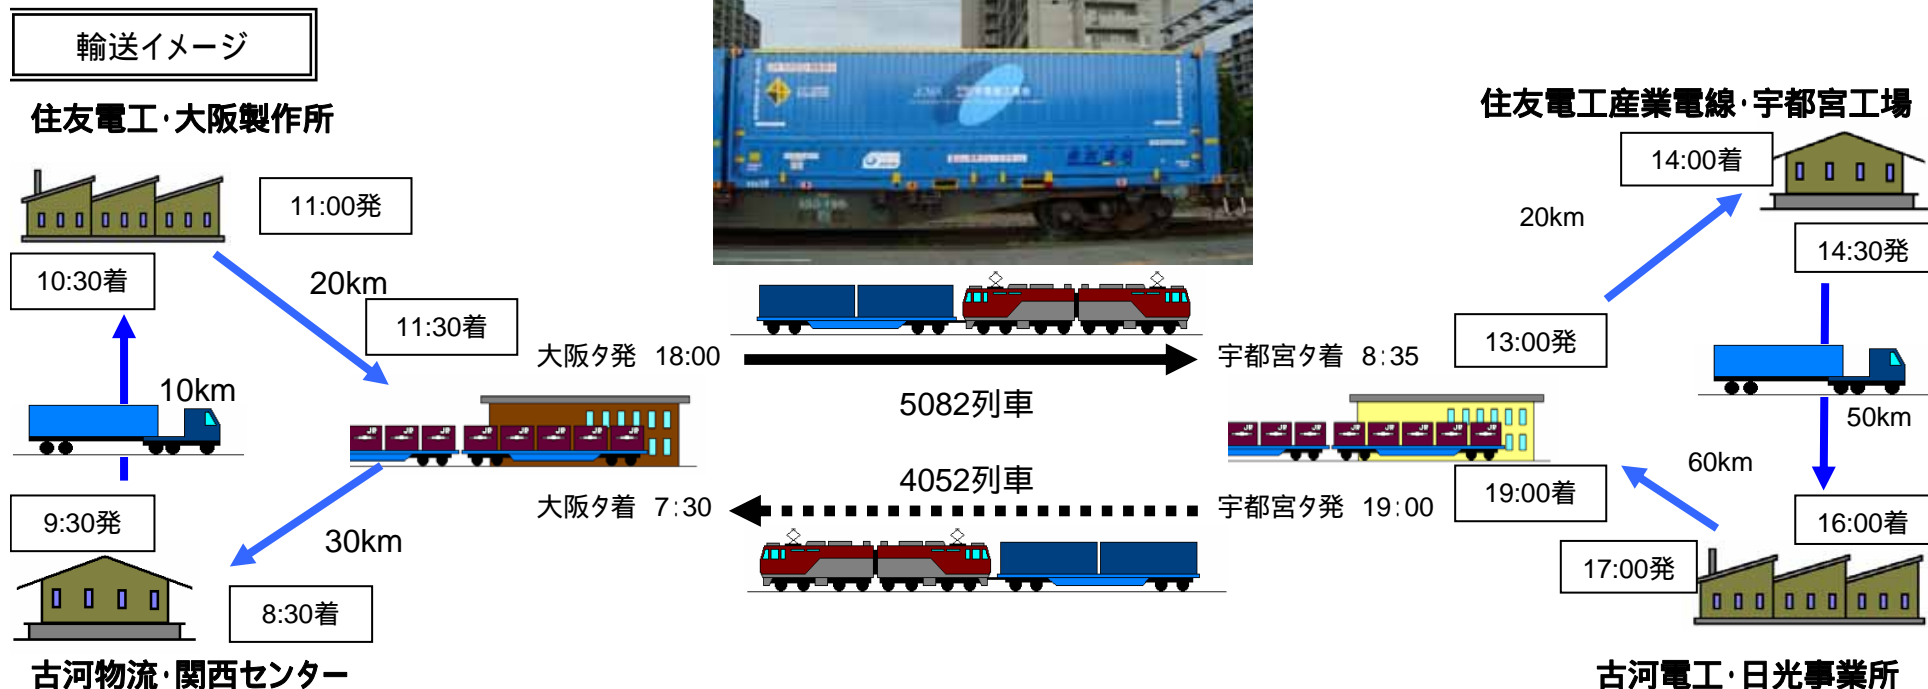 輸送イメージ
住友電工･大阪製作所
住友電工産業電線･宇都宮工場
14:00着
11:00発
20km
14:30発
10:30着
20km
11:30着
大阪タ発 18:00
宇都宮タ着 8:35
13:00発
10km
5082列車
50km
4052列車
60km
大阪タ着 7:30
宇都宮タ発 19:00
19:00着
9:30発
16:00着
30km
17:00発
8:30着
古河物流･関西センター
古河電工･日光事業所